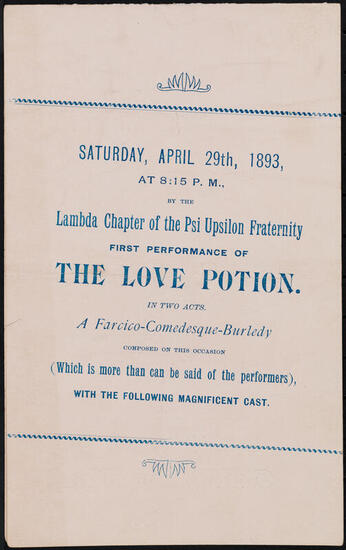 SATURDAY, APRIL 29th, 1893,
AT 8:15 P. M.,
BY THE
Lambda Chapter of the Psi Upsilon Fraternity
FIRST PERFORMANCE OF
THE LOVE POTION.
IN TWO ACTS.
A Farcico-Comedesque-Burledy
COMPOSED ON THIS OCCASION
(Which is more than can be said of the performers),
WITH THE FOLLOWING MAGNIFICENT CAST.